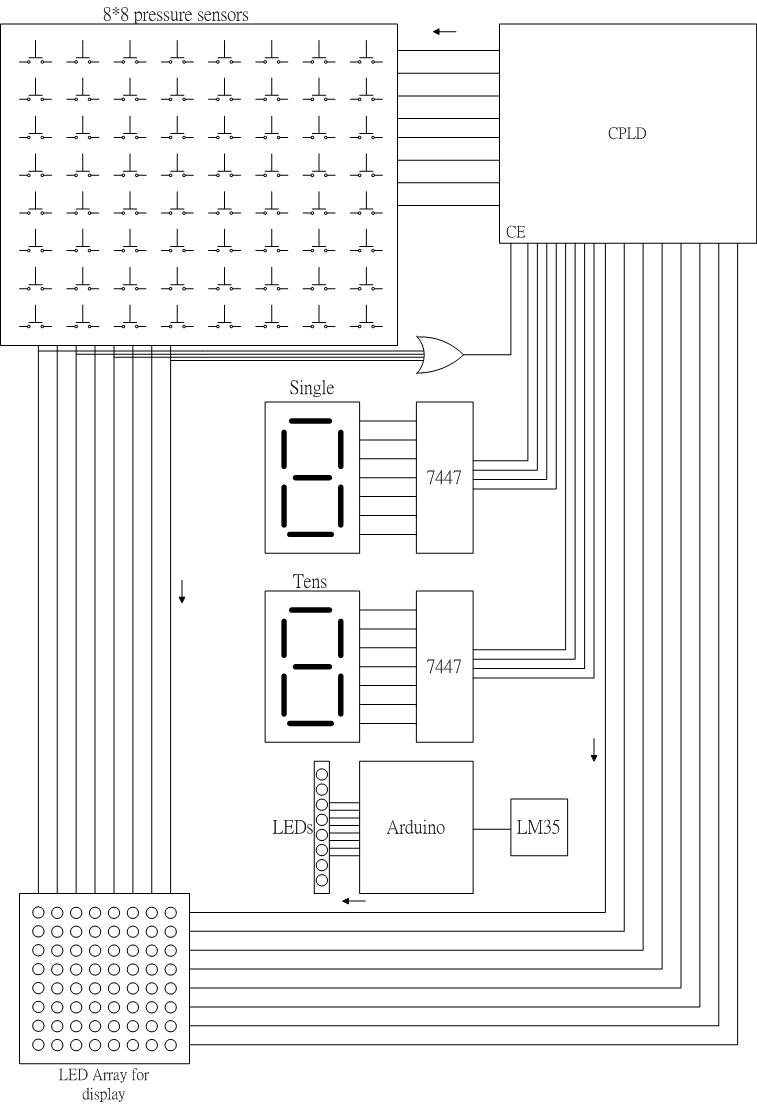 8*8 pressure sensors
CPLD
CE
Single
7447
Tens
7447
LEDs
Arduino
LM35
LED Array for
display